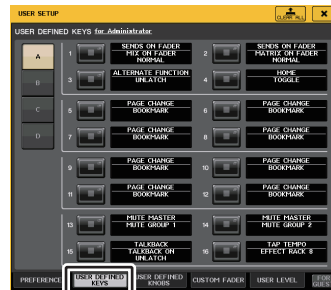 USER SETUP
CLEAR ALL
USER DEFINED KEYS for Administrator
A
B
C
D
1
SENDS ON FADER
MIX ON FADER
NORMAL
2
SENDS ON FADER
MATRIX ON FADER
NORMAL
3
ALTERNATE FUNCTION
UNLATCH
4
HOME
TOGGLE
5
PAGE CHANGE
BOOKMARK
6
PAGE CHANGE
BOOKMARK
7
PAGE CHANGE
BOOKMARK
8
PAGE CHANGE
BOOKMARK
9
PAGE CHANGE
BOOKMARK
10
PAGE CHANGE
BOOKMARK
11
PAGE CHANGE
BOOKMARK
12
PAGE CHANGE
BOOKMARK
13
MUTE MASTER
MUTE GROUP 1
14
MUTE MASTER
MUTE GROUP 2
15
TALKBACK
TALKBACK ON
UNLATCH
16
TAP TEMPO
EFFECT RACK 8
PREFERENCE
USER DEFINED
KEYS
USER DEFINED
KNOBS
CUSTOM FADER
USER LEVEL
FOR
GUES